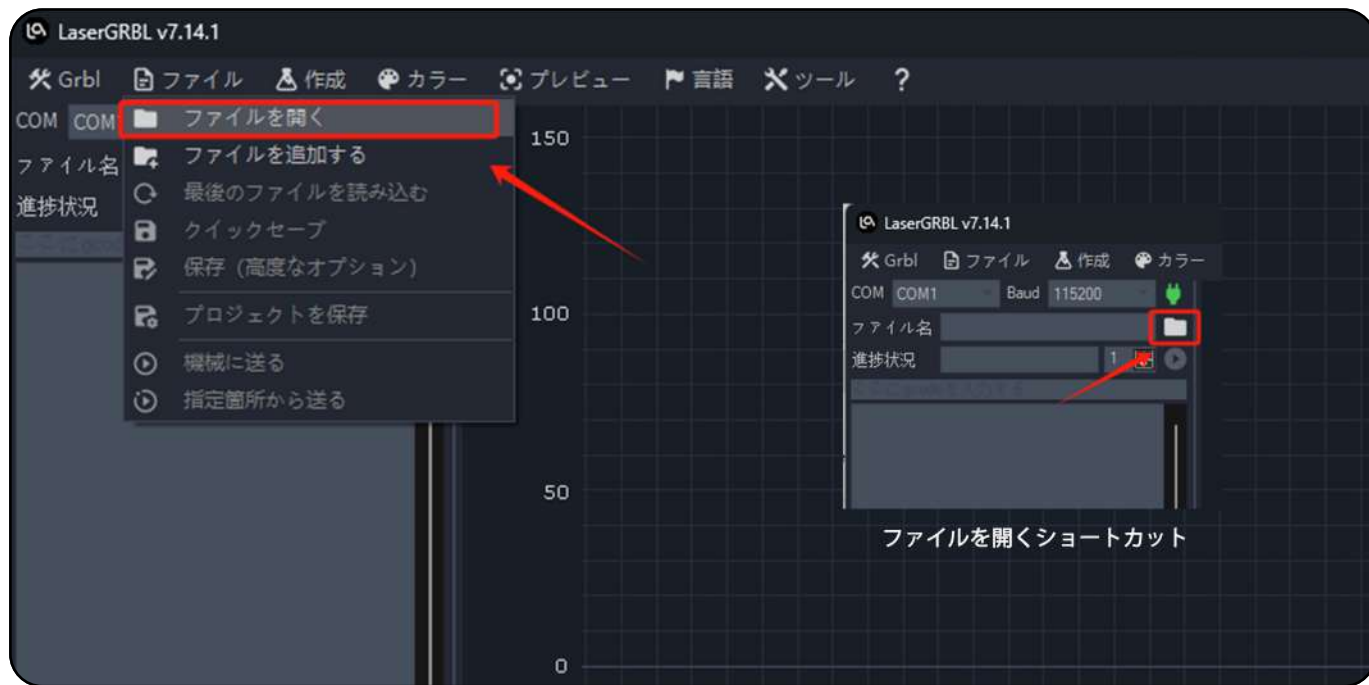 LaserGRBL v7.14.1
Grbl ファイル 作成 カラー プレビュー 言語 ツール ?
COM COM
ファイルを開く
ファイル名
ファイルを追加する
進捗状況
最後のファイルを読み込む
クイックセーブ
保存 (高度なオプション)
プロジェクトを保存
機械に送る
指定箇所から送る
150
100
50
0
LaserGRBL v7.14.1
Grbl ファイル 作成 カラー
COM COM1 Baud 115200
ファイル名
進捗状況 1
ファイルを開くショートカット